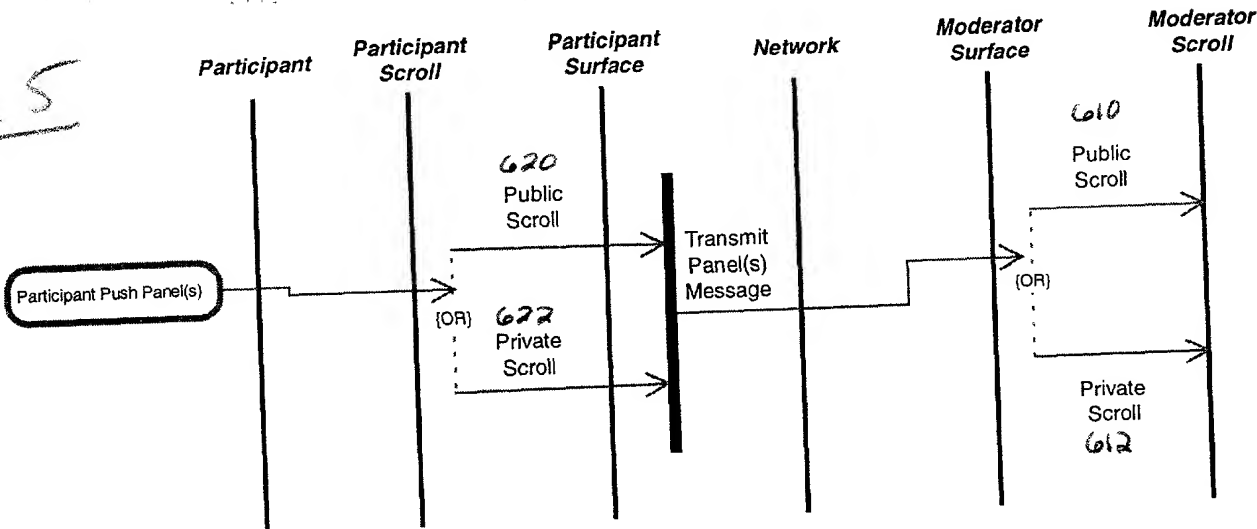 5
Participant
Participant
Scroll
Participant
Surface
Network
Moderator
Surface
Moderator
Scroll
620
Public
Scroll
610
Public
Scroll
Participant Push Panel(s)
{OR}
622
Private
Scroll
Transmit
Panel(s)
Message
{OR}
Private
Scroll
612